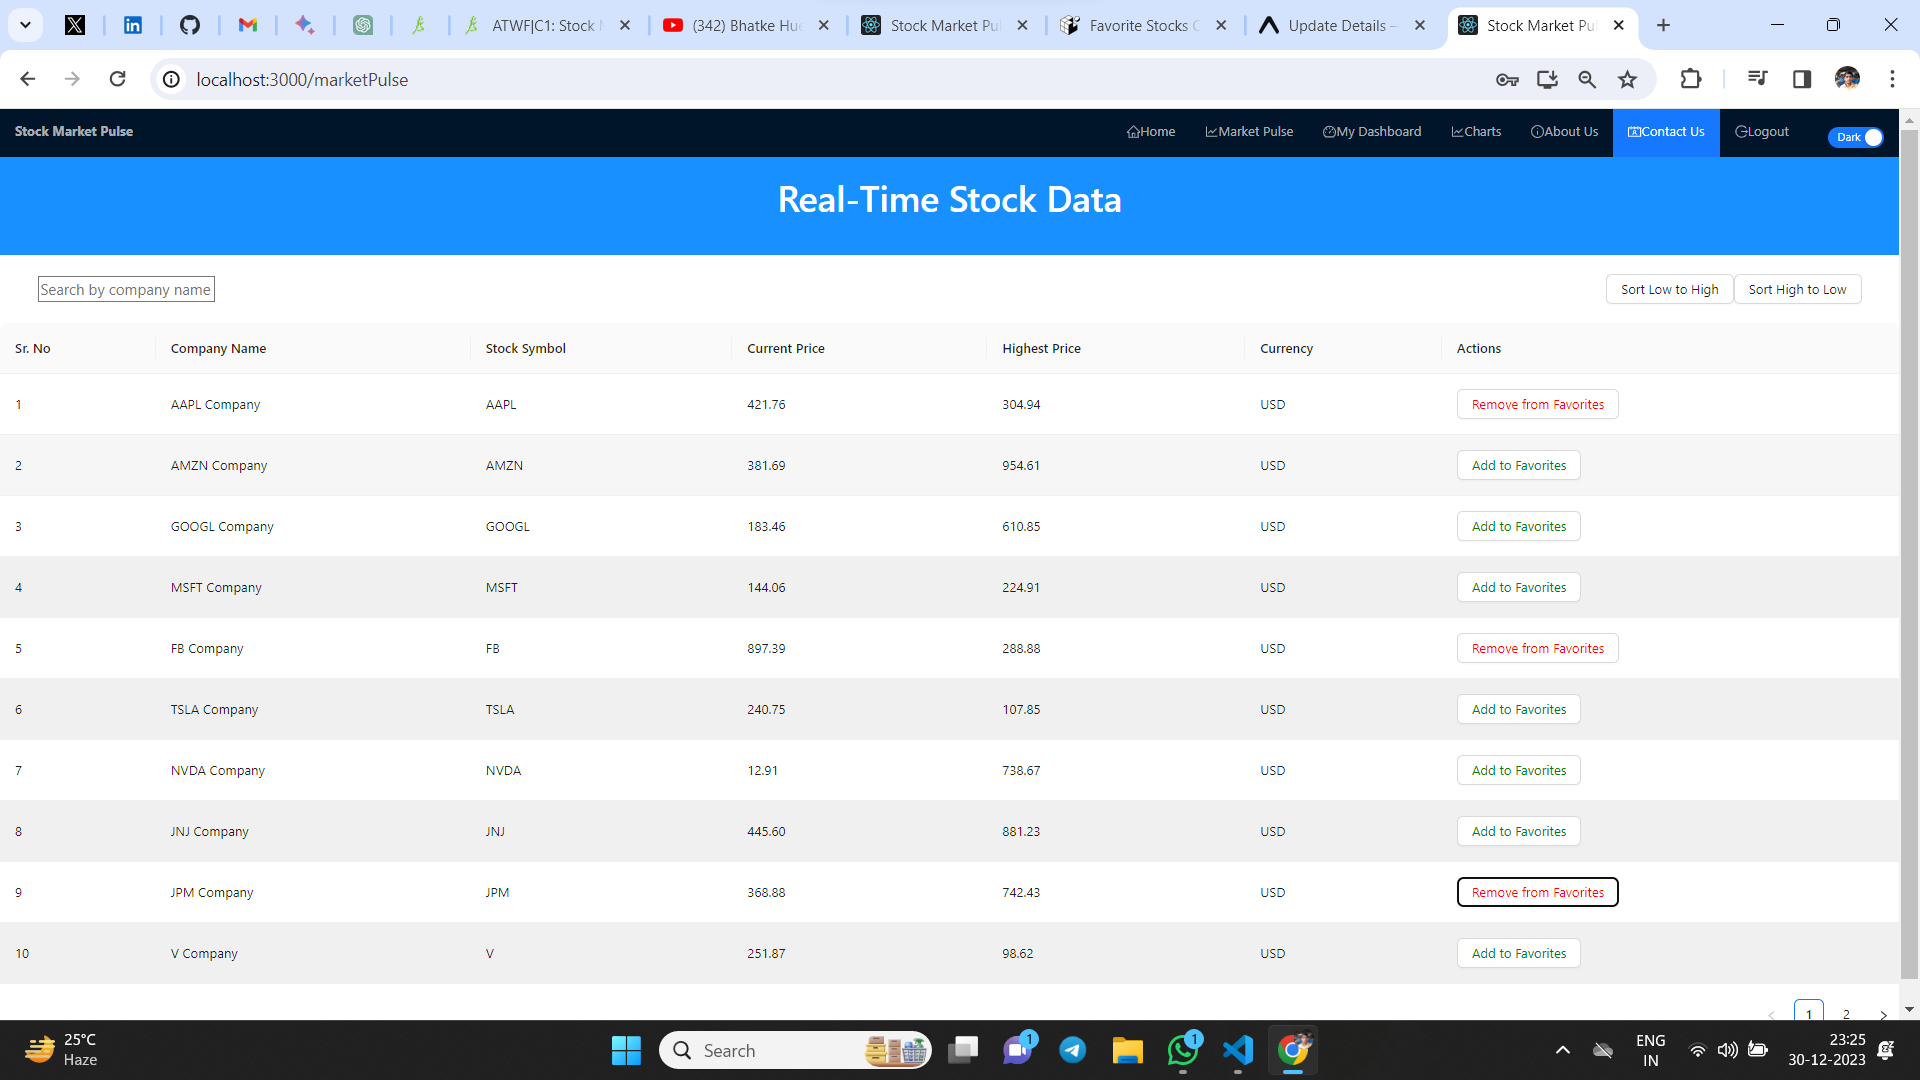 ATWF|C1: Stock
(342) Bhatke Hue
Stock Market Pul
Favorite Stocks
Update Details –
Stock Market Pul
localhost:3000/marketPulse
Stock Market Pulse
Home
Market Pulse
My Dashboard
Charts
About Us
Contact Us
Logout
Dark
Real-Time Stock Data
Search by company name
Sort Low to High
Sort High to Low
Sr. No Company Name Stock Symbol Current Price Highest Price Currency Actions
1 AAPL Company AAPL 421.76 304.94 USD Remove from Favorites
2 AMZN Company AMZN 381.69 954.61 USD Add to Favorites
3 GOOGL Company GOOGL 183.46 610.85 USD Add to Favorites
4 MSFT Company MSFT 144.06 224.91 USD Add to Favorites
5 FB Company FB 897.39 288.88 USD Remove from Favorites
6 TSLA Company TSLA 240.75 107.85 USD Add to Favorites
7 NVDA Company NVDA 12.91 738.67 USD Add to Favorites
8 JNJ Company JNJ 445.60 881.23 USD Add to Favorites
9 JPM Company JPM 368.88 742.43 USD Remove from Favorites
10 V Company V 251.87 98.62 USD Add to Favorites
1 2
25°C
Haze
Search
1
1
ENG
IN
23:25
30-12-2023